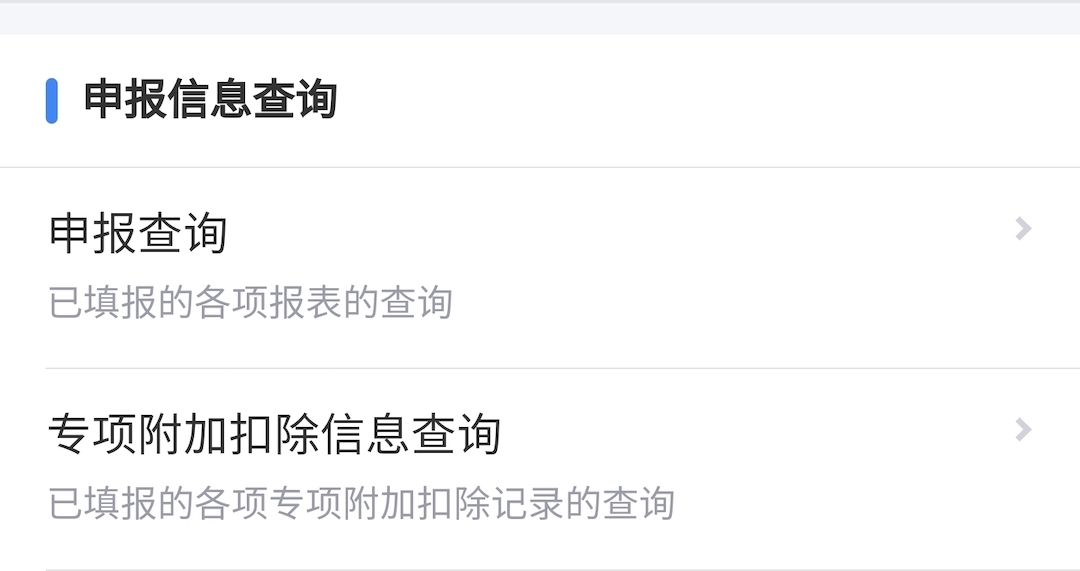 申报信息查询
申报查询
已填报的各项报表的查询
专项附加扣除信息查询
已填报的各项专项附加扣除记录的查询